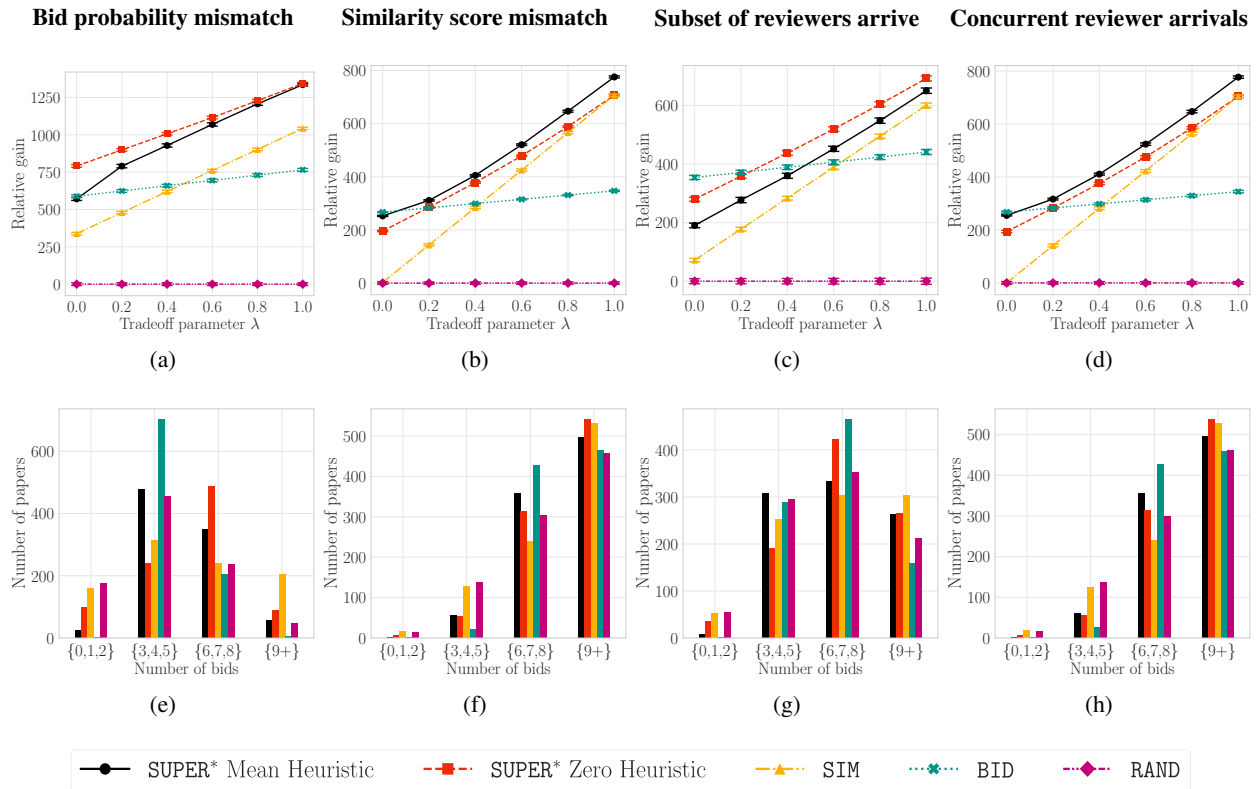 Bid probability mismatch
Similarity score mismatch
Subset of reviewers arrive
Concurrent reviewer arrivals
Relative gain
1250
1000
750
500
250
0
0.0 0.2 0.4 0.6 0.8 1.0
Tradeoff parameter λ
(a)
Relative gain
800
600
400
200
0
0.0 0.2 0.4 0.6 0.8 1.0
Tradeoff parameter λ
(b)
Relative gain
600
400
200
0
0.0 0.2 0.4 0.6 0.8 1.0
Tradeoff parameter λ
(c)
Relative gain
800
600
400
200
0
0.0 0.2 0.4 0.6 0.8 1.0
Tradeoff parameter λ
(d)
Number of papers
600
400
200
0
{0,1,2} {3,4,5} {6,7,8} {9+}
Number of bids
(e)
Number of papers
500
400
300
200
100
0
{0,1,2} {3,4,5} {6,7,8} {9+}
Number of bids
(f)
Number of papers
400
300
200
100
0
{0,1,2} {3,4,5} {6,7,8} {9+}
Number of bids
(g)
Number of papers
500
400
300
200
100
0
{0,1,2} {3,4,5} {6,7,8} {9+}
Number of bids
(h)
SUPER* Mean Heuristic SUPER* Zero Heuristic SIM BID RAND